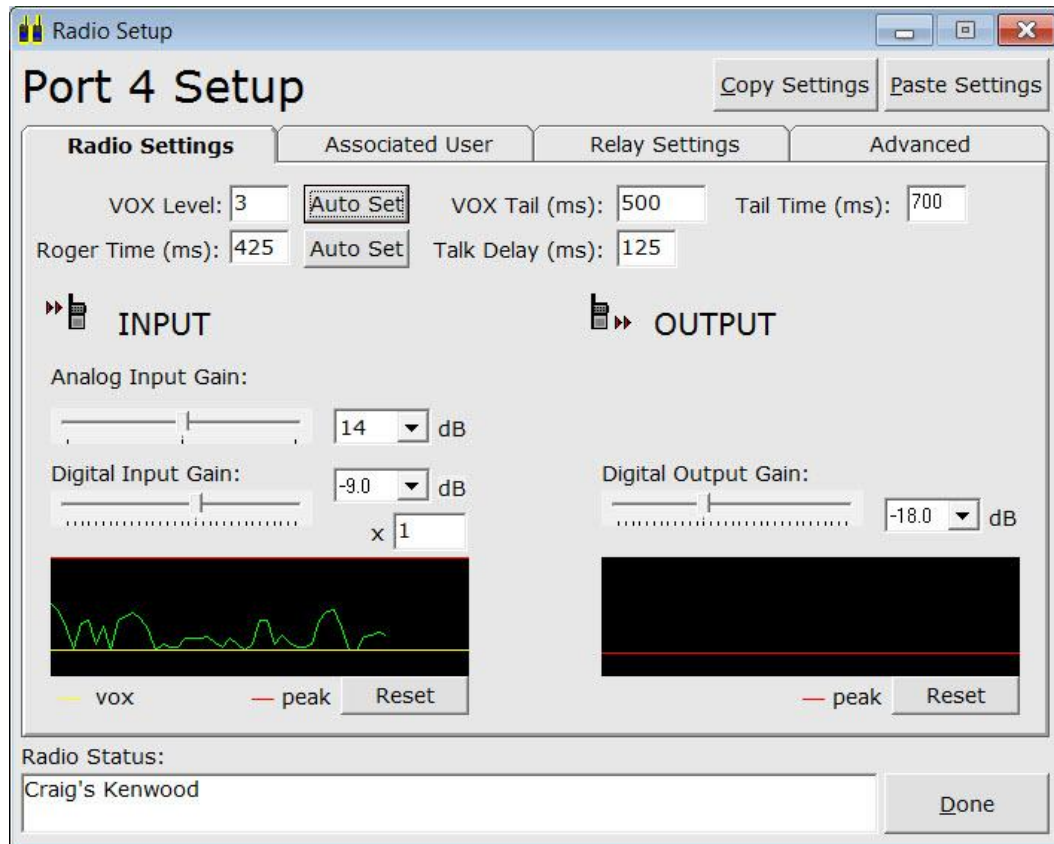 Radio Setup
Port 4 Setup
Copy Settings
Paste Settings
Radio Settings
Associated User
Relay Settings
Advanced
VOX Level: 3 Auto Set VOX Tail (ms): 500 Tail Time (ms): 700
Roger Time (ms): 425 Auto Set Talk Delay (ms): 125
INPUT
OUTPUT
Analog Input Gain:
14 dB
Digital Input Gain:
-9.0 dB
x 1
Digital Output Gain:
-18.0 dB
vox
peak
Reset
peak
Reset
Radio Status:
Craig's Kenwood
Done